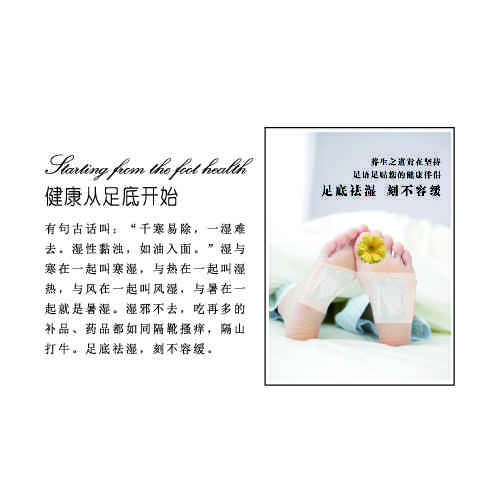 Starting from the foot health
健康从足底开始
有句古话叫：“千寒易除，一湿难
去。湿性黏浊，如油入面。”湿与
寒在一起叫寒湿，与热在一起叫湿
热，与风在一起叫风湿，与暑在一
起就是暑湿。湿邪不去，吃再多的
补品、药品都如同隔靴搔痒，隔山
打牛。足底祛湿，刻不容缓。
养生之道贵在坚持
足语足贴您的健康伴侣
足底祛湿 刻不容缓